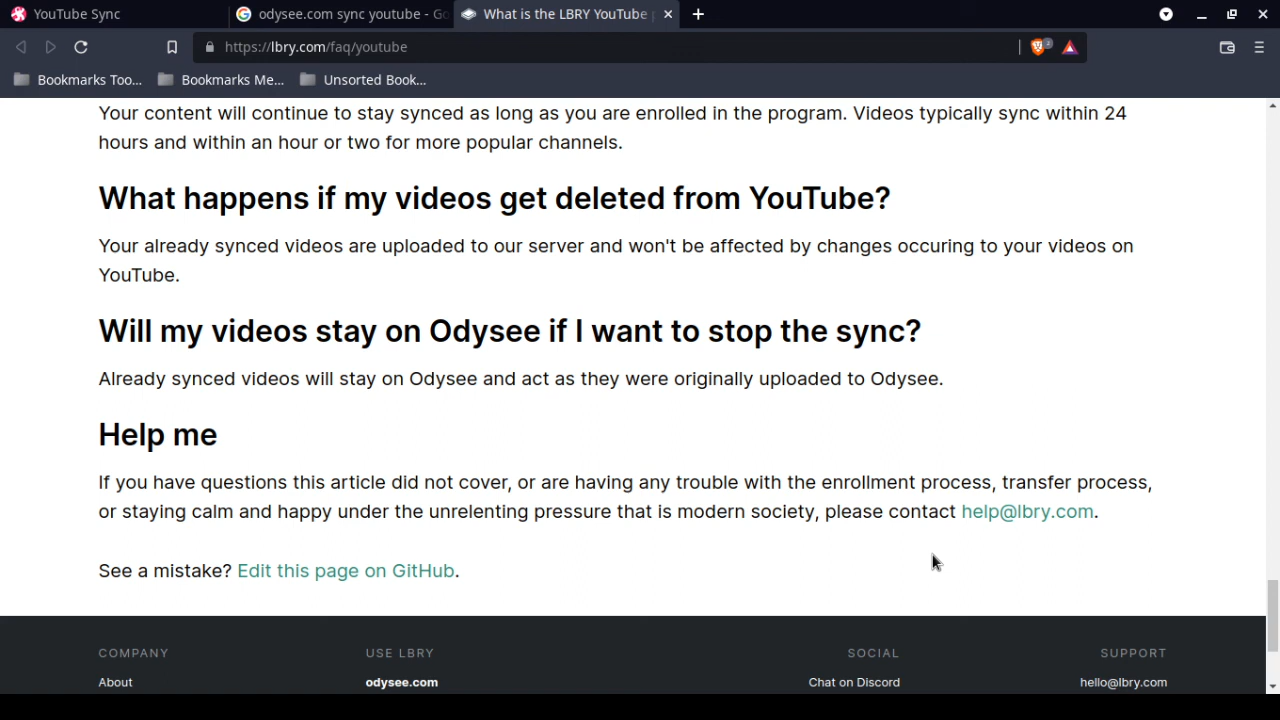 YouTube Sync
odysee.com sync youtube - Go
What is the LBRY YouTube
https://lbry.com/faq/youtube
Bookmarks Too...
Bookmarks Me...
Unsorted Book...
Your content will continue to stay synced as long as you are enrolled in the program. Videos typically sync within 24
hours and within an hour or two for more popular channels.
What happens if my videos get deleted from YouTube?
Your already synced videos are uploaded to our server and won't be affected by changes occuring to your videos on
YouTube.
Will my videos stay on Odysee if I want to stop the sync?
Already synced videos will stay on Odysee and act as they were originally uploaded to Odysee.
Help me
If you have questions this article did not cover, or are having any trouble with the enrollment process, transfer process,
or staying calm and happy under the unrelenting pressure that is modern society, please contact help@lbry.com.
See a mistake? Edit this page on GitHub.
COMPANY
USE LBRY
SOCIAL
SUPPORT
About
odysee.com
Chat on Discord
hello@lbry.com